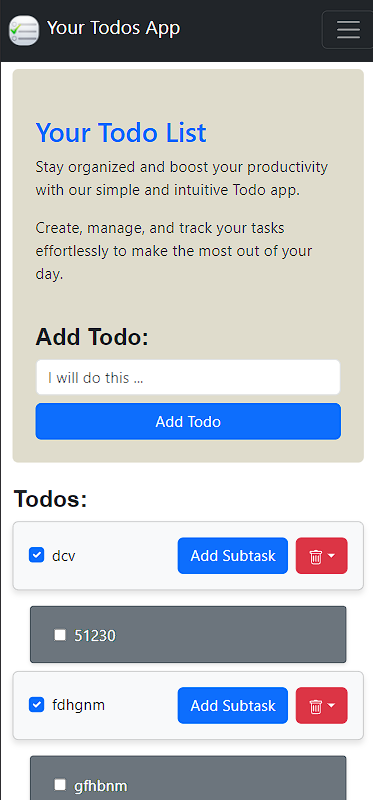 Your Todos App
Your Todo List
Stay organized and boost your productivity
with our simple and intuitive Todo app.
Create, manage, and track your tasks
effortlessly to make the most out of your
day.
Add Todo:
I will do this ...
Add Todo
Todos:
dcv Add Subtask
51230
fdhgnm Add Subtask
gfhbnm